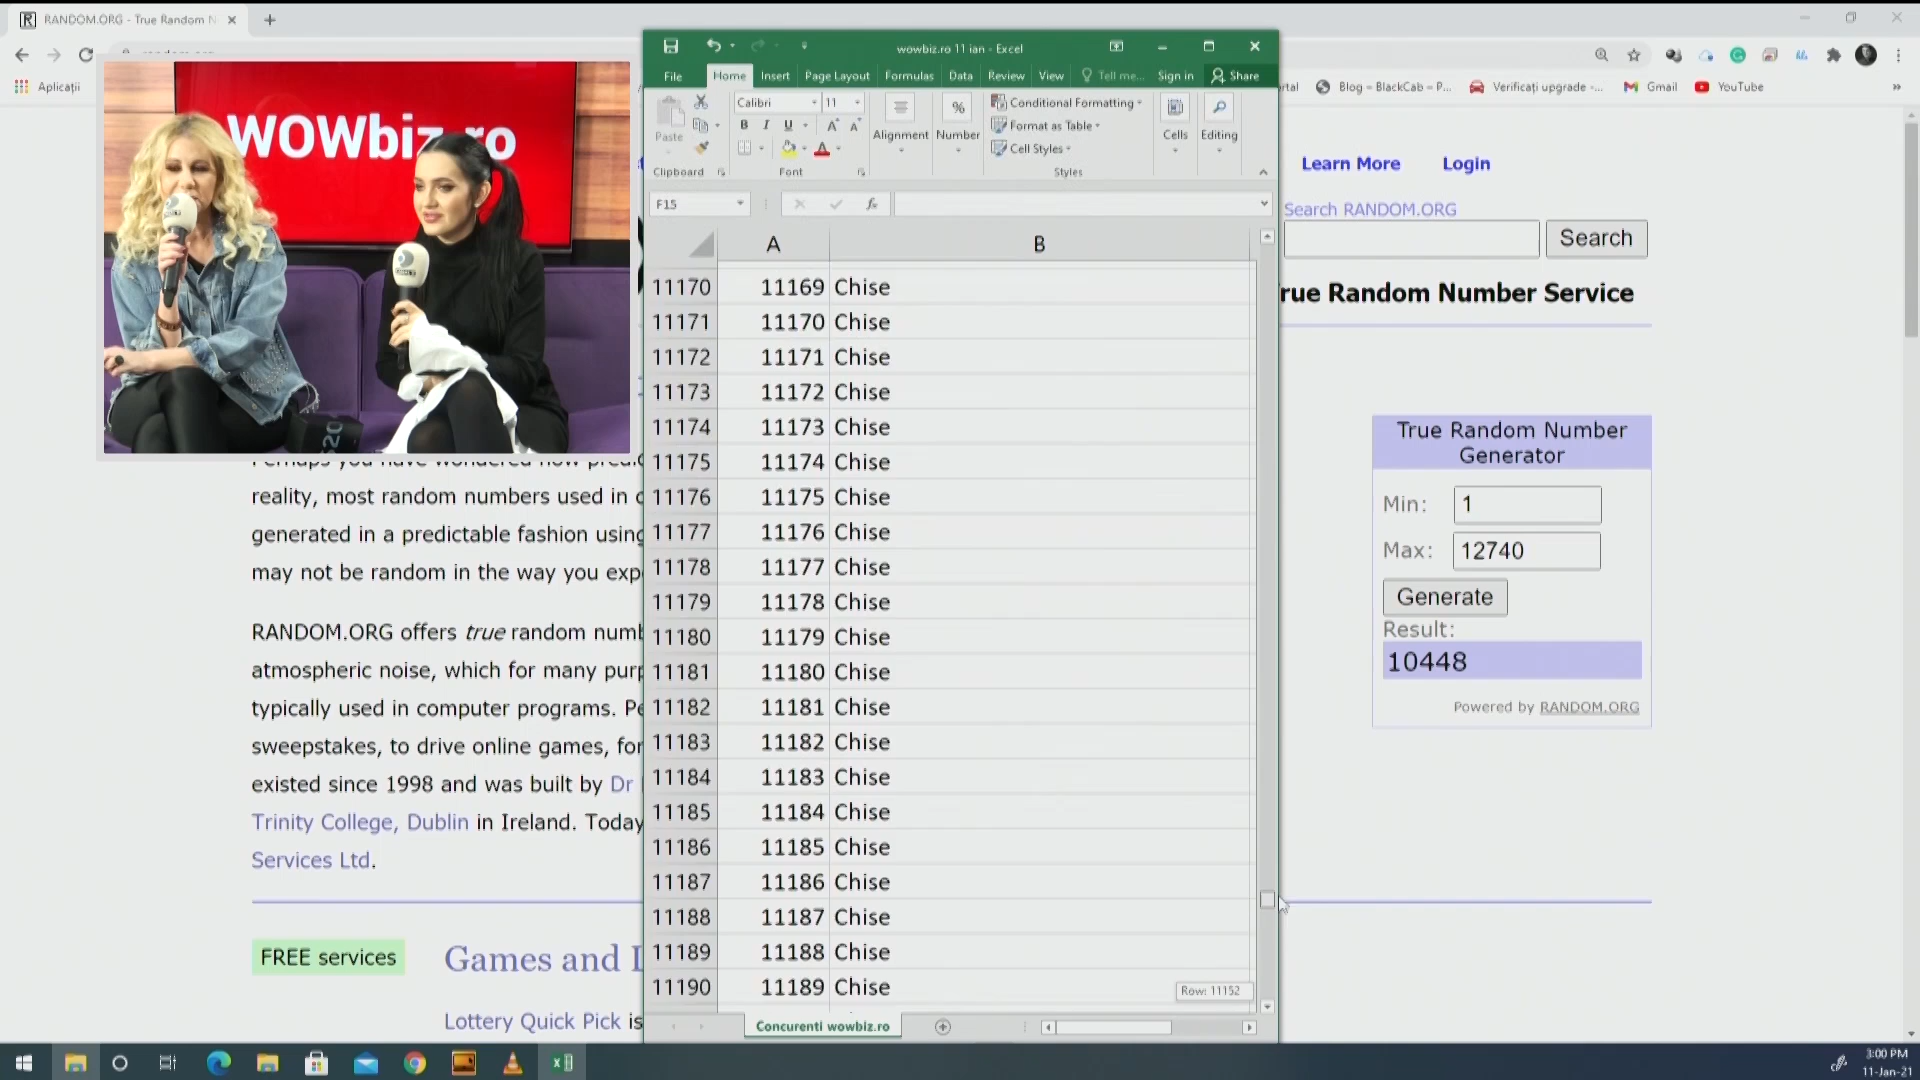 RANDOM.ORG - True Random N
Aplicații
Blog = BlackCab = P...
Verificați upgrade -...
Gmail
YouTube
»
WOWbiz.ro
wowbiz.ro 11 ian - Excel
File Home Insert Page Layout Formulas Data Review View Tell me... Sign in Share
Paste
Clipboard
Calibri 11
B I U A A
A
Font
Alignment
%
Number
Conditional Formatting
Format as Table
Cell Styles
Styles
Cells
Editing
F15
fx
A B
11170 11169 Chise
11171 11170 Chise
11172 11171 Chise
11173 11172 Chise
11174 11173 Chise
11175 11174 Chise
11176 11175 Chise
11177 11176 Chise
11178 11177 Chise
11179 11178 Chise
11180 11179 Chise
11181 11180 Chise
11182 11181 Chise
11183 11182 Chise
11184 11183 Chise
11185 11184 Chise
11186 11185 Chise
11187 11186 Chise
11188 11187 Chise
11189 11188 Chise
11190 11189 Chise
Row: 11152
Concurenti wowbiz.ro
Learn More Login
Search RANDOM.ORG
Search
rue Random Number Service
True Random Number
Generator
Min: 1
Max: 12740
Generate
Result:
10448
Powered by RANDOM.ORG
reality, most random numbers used in c
generated in a predictable fashion using
may not be random in the way you exp
RANDOM.ORG offers true random numb
atmospheric noise, which for many purp
typically used in computer programs. Pe
sweepstakes, to drive online games, for
existed since 1998 and was built by Dr
Trinity College, Dublin in Ireland. Today
Services Ltd.
FREE services
Games and L
Lottery Quick Pick is
3:00 PM
11-Jan-21